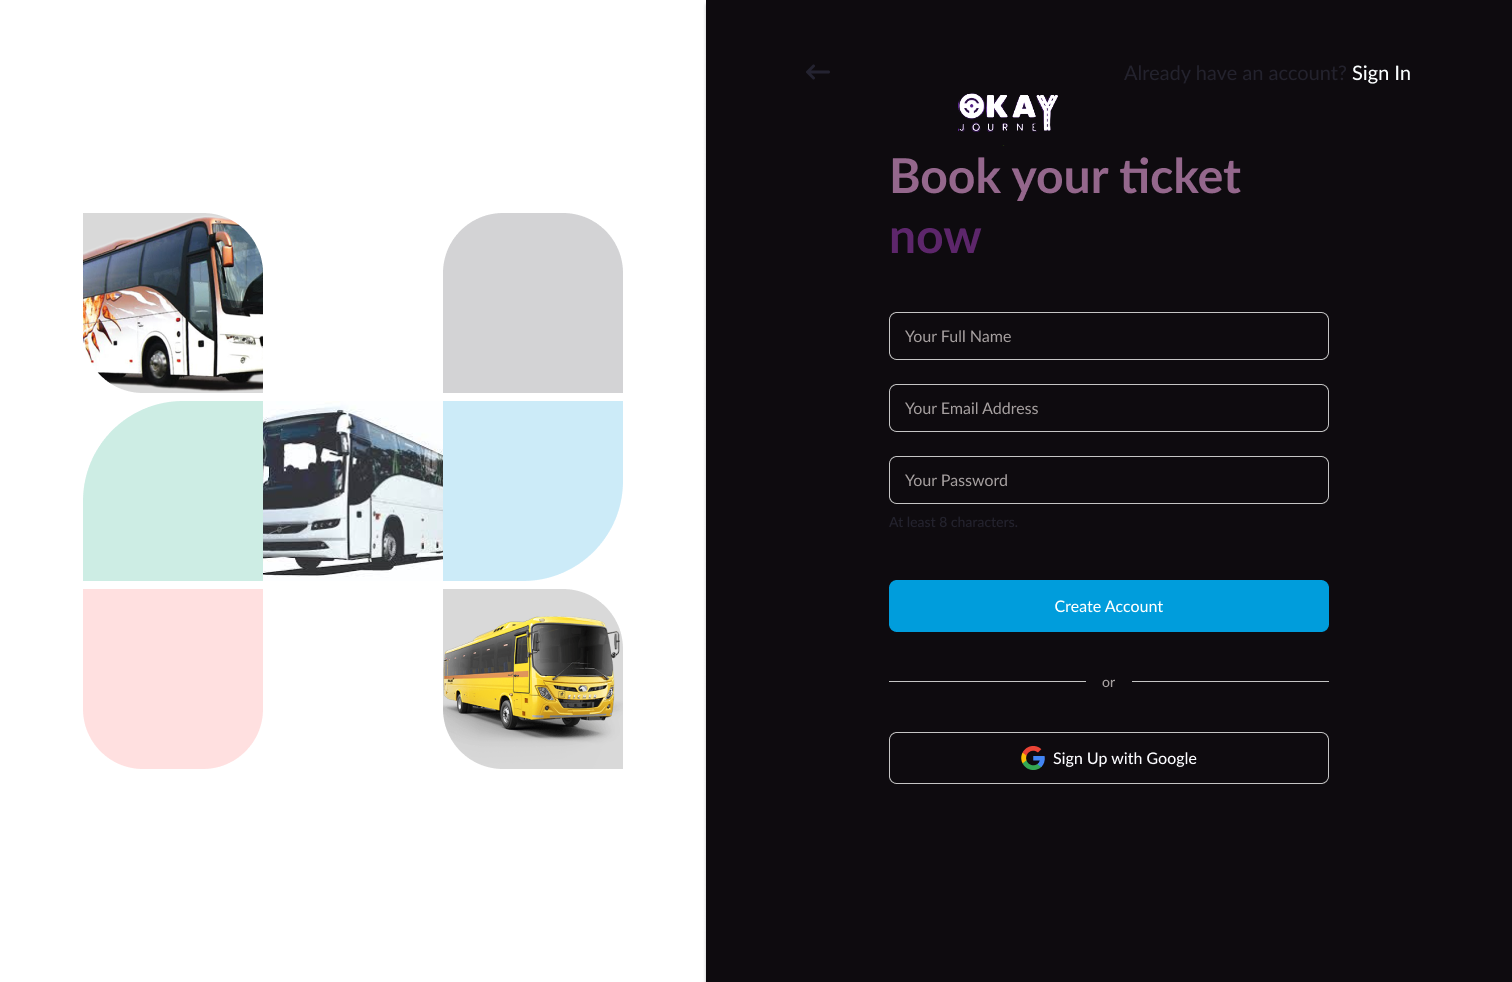 Already have an account? Sign In
OKAY
JOURNE
Book your ticket
now
Your Full Name
Your Email Address
Your Password
At least 8 characters.
Create Account
or
Sign Up with Google